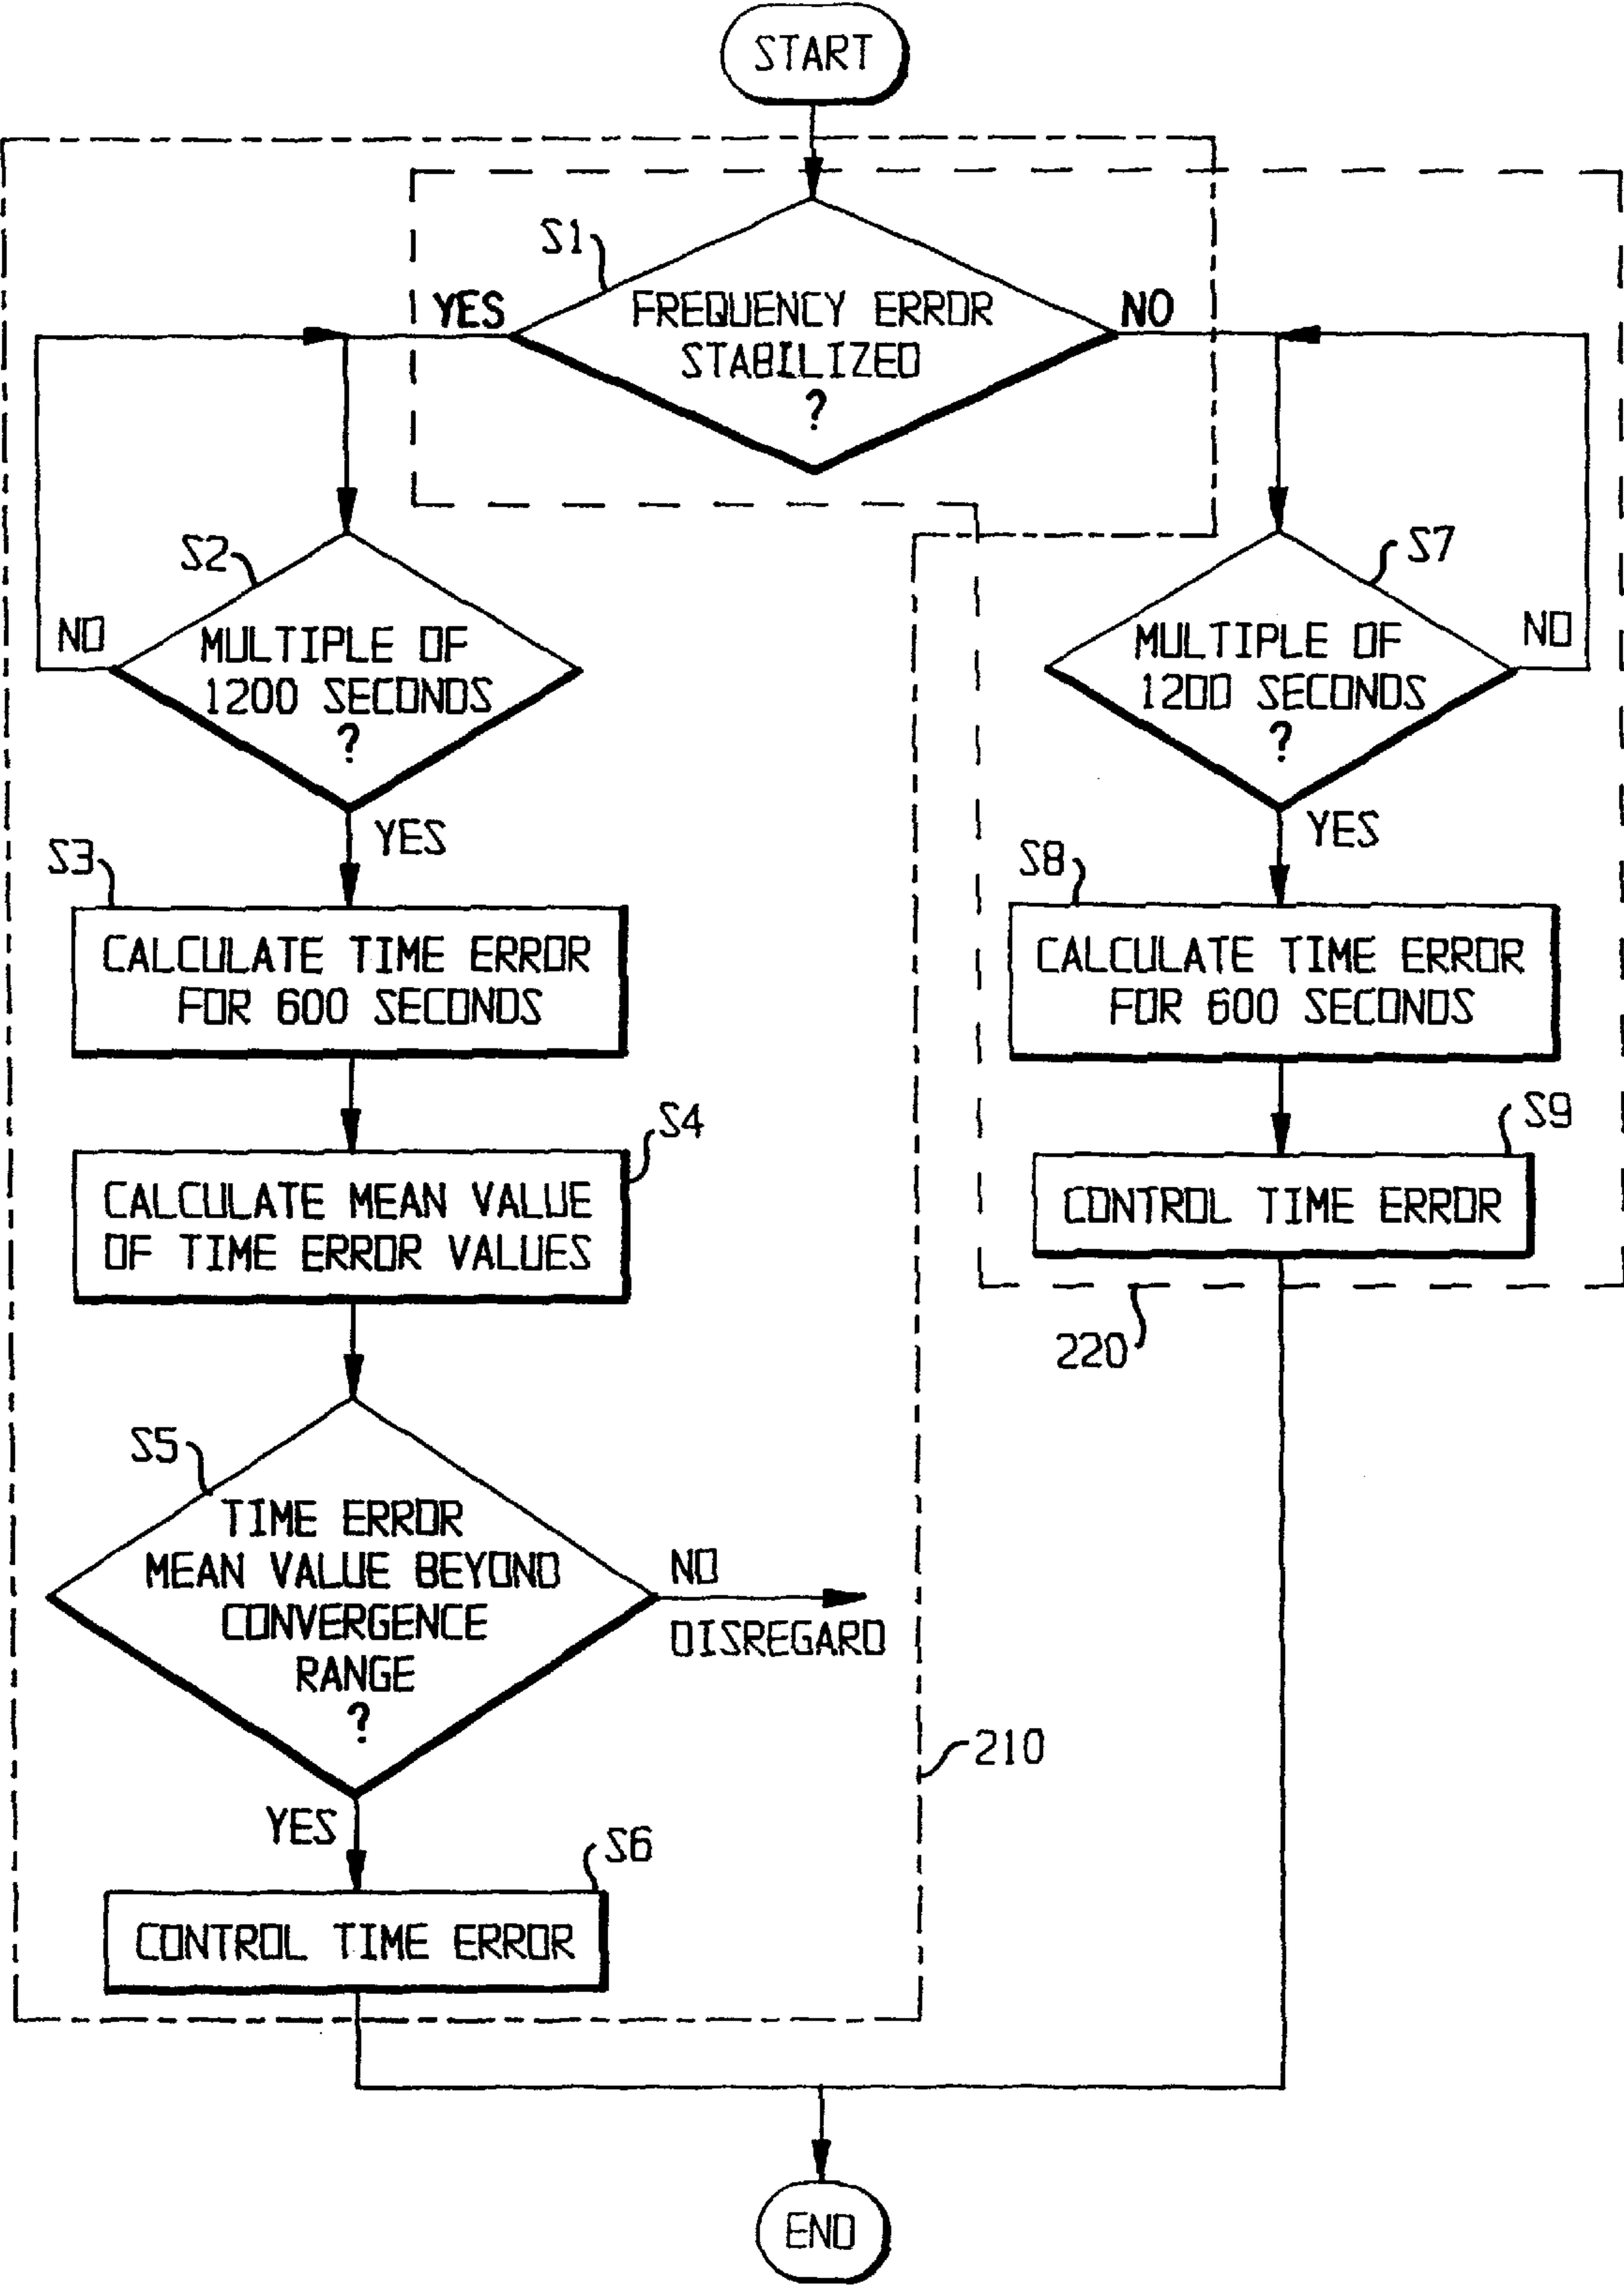 START
S1
YES
FREQUENCY ERROR
STABILIZED
?
NO
S2
NO
MULTIPLE OF
1200 SECONDS
?
YES
S3
CALCULATE TIME ERROR
FOR 600 SECONDS
S4
CALCULATE MEAN VALUE
OF TIME ERROR VALUES
S5
TIME ERROR
MEAN VALUE BEYOND
CONVERGENCE
RANGE
?
NO
DISREGARD
210
YES
S6
CONTROL TIME ERROR
S7
NO
MULTIPLE OF
1200 SECONDS
?
YES
S8
CALCULATE TIME ERROR
FOR 600 SECONDS
S9
CONTROL TIME ERROR
220
END